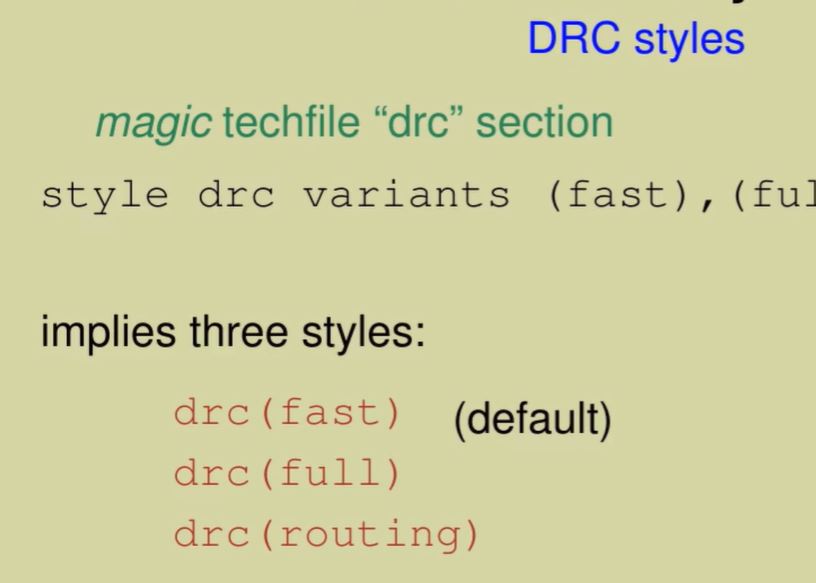 DRC styles
magic techfile “drc” section
style drc variants (fast),(ful
implies three styles:
drc(fast) (default)
drc(full)
drc(routing)